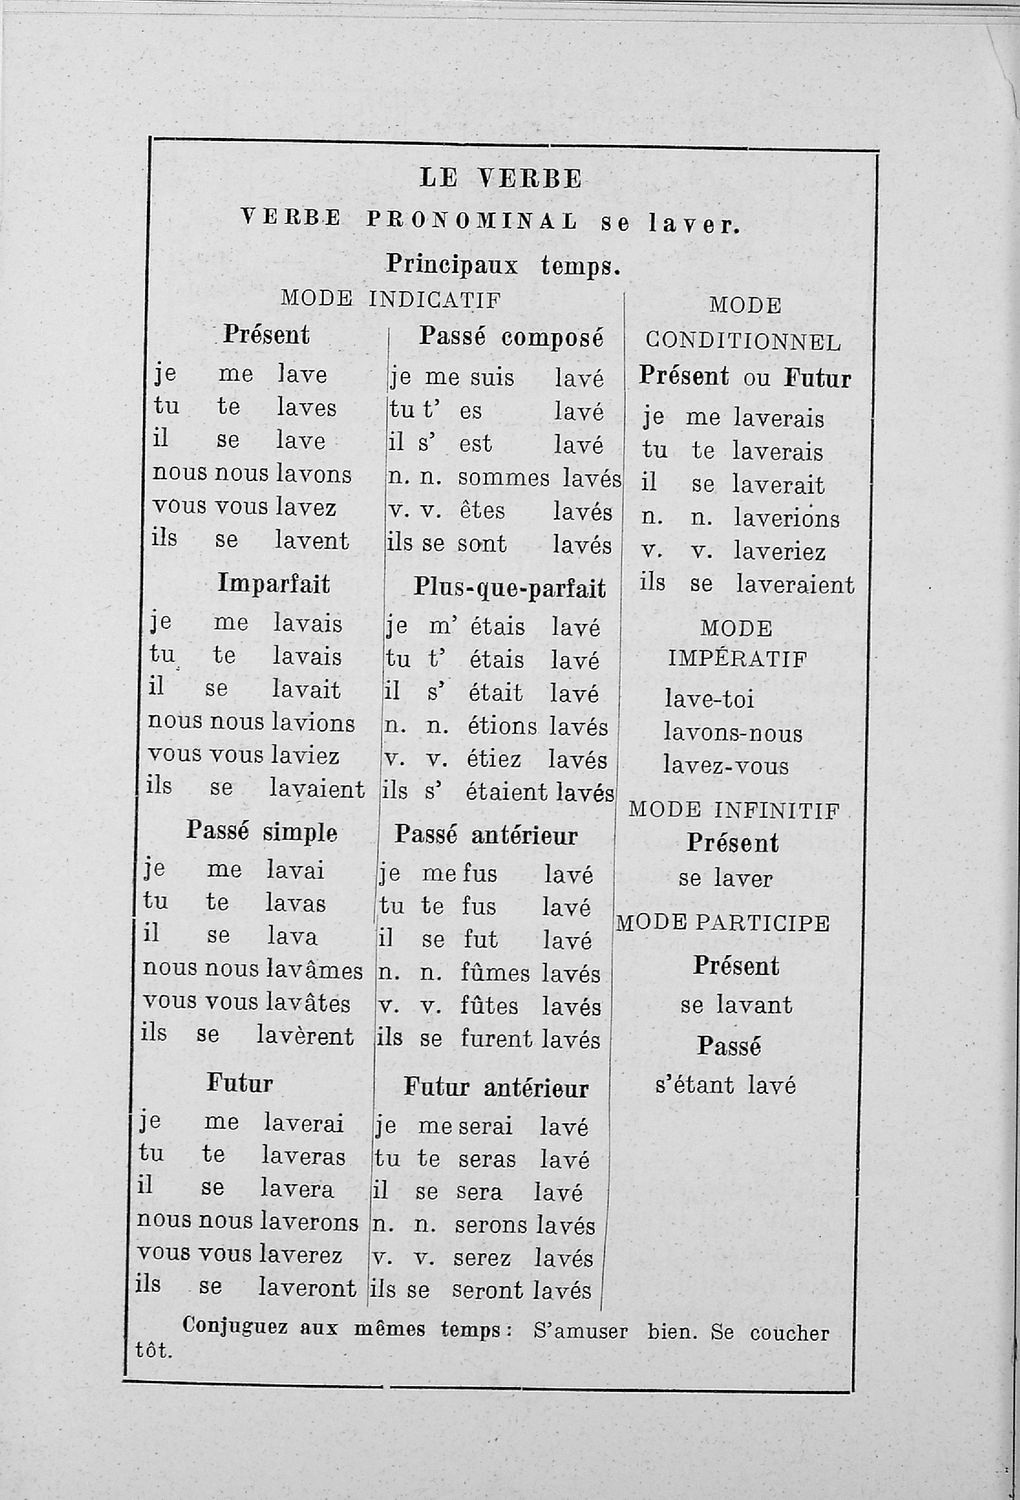 LE VERBE
VERBE PRONOMINAL se laver.
Principaux temps.
MODE INDICATIF
Présent
je me lave
tu te laves
il se lave
nous nous lavons
vous vous lavez
ils se lavent
Imparfait
je me lavais
tu te lavais
il se lavait
nous nous lavions
vous vous laviez
ils se lavaient
Passé simple
je me lavai
tu te lavas
il se lava
nous nous lavâmes
vous vous lavâtes
ils se lavèrent
Futur
je me laverai
tu te laveras
il se lavera
nous nous laverons
vous vous laverez
ils se laveront
Passé composé
je me suis lavé
tu t' es lavé
il s' est lavé
n. n. sommes lavés
v. v. êtes lavés
ils se sont lavés
Plus-que-parfait
je m' étais lavé
tu t' étais lavé
il s' était lavé
n. n. étions lavés
v. v. étiez lavés
ils s' étaient lavés
Passé antérieur
je me fus lavé
tu te fus lavé
il se fut lavé
n. n. fûmes lavés
v. v. fûtes lavés
ils se furent lavés
Futur antérieur
je me serai lavé
tu te seras lavé
il se sera lavé
n. n. serons lavés
v. v. serez lavés
ils se seront lavés
MODE
CONDITIONNEL
Présent ou Futur
je me laverais
tu te laverais
il se laverait
n. n. laverions
v. v. laveriez
ils se laveraient
MODE
IMPÉRATIF
lave-toi
lavons-nous
lavez-vous
MODE INFINITIF
Présent
se laver
MODE PARTICIPE
Présent
se lavant
Passé
s'étant lavé
Conjuguez aux mêmes temps : S'amuser bien. Se coucher
tôt.